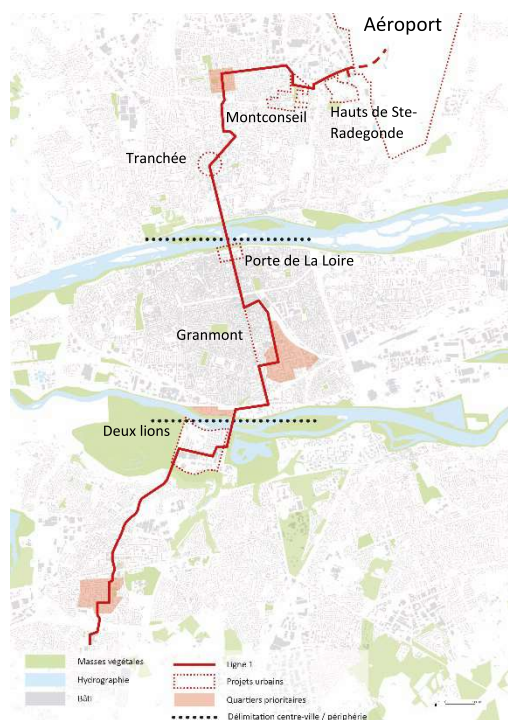 Aéroport
Montconseil
Hauts de Ste-
Radegonde
Tranchée
Porte de La Loire
Granmont
Deux lions
Masses végétales
Hydrographie
Bâti
Ligne 1
Projets urbains
Quartiers prioritaires
Délimitation centre-ville / périphérie